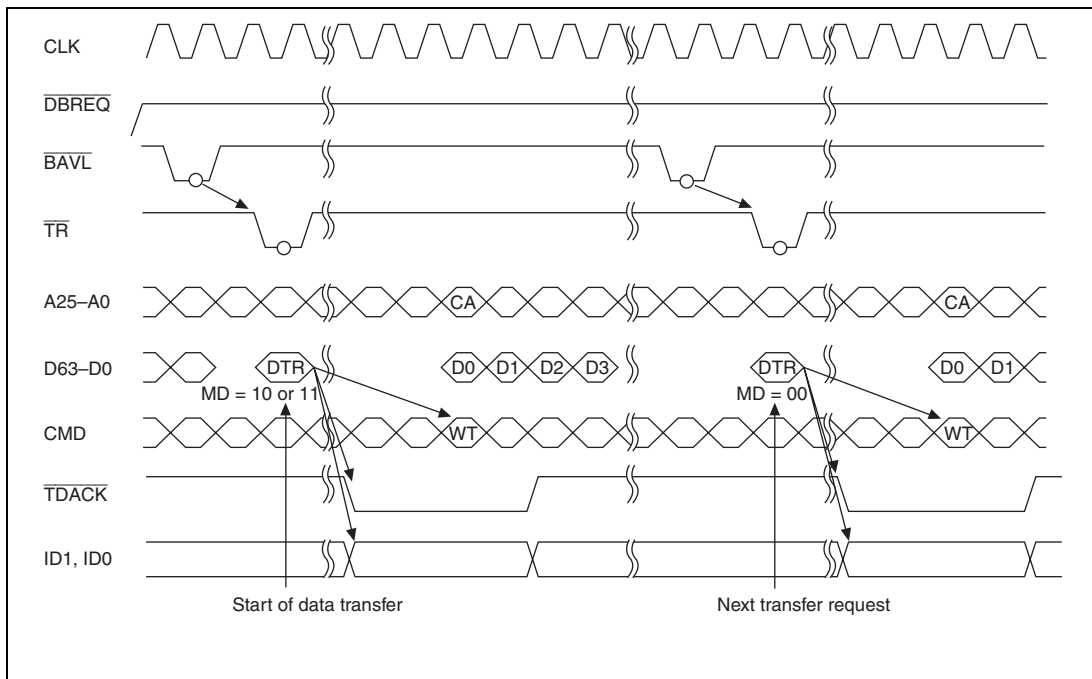 CLK
DBREQ
BAVL
TR
A25–A0
CA
CA
D63–D0
DTR
D0
D1
D2
D3
DTR
D0
D1
MD = 10 or 11
MD = 00
CMD
WT
WT
TDACK
ID1, ID0
Start of data transfer
Next transfer request